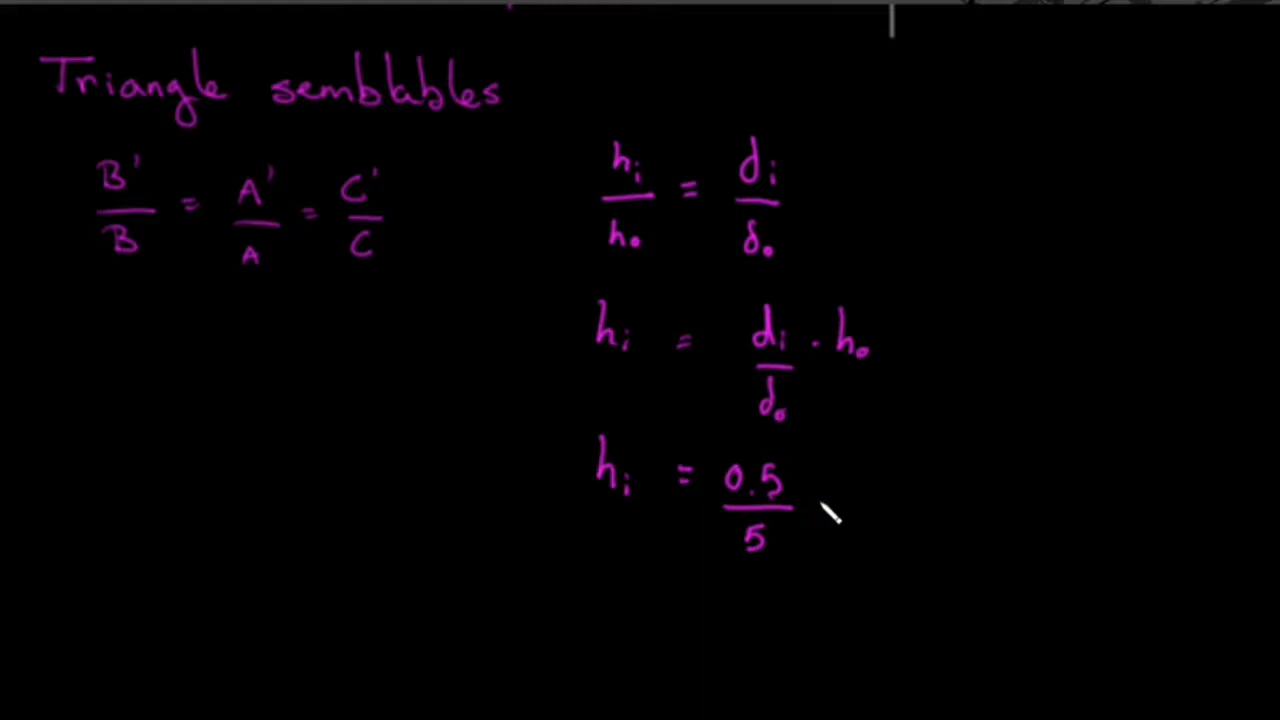 Triangle semblables
B'/B = A'/A = C'/C
hi/ho = di/do
hi = di/do . ho
hi = 0.5/5